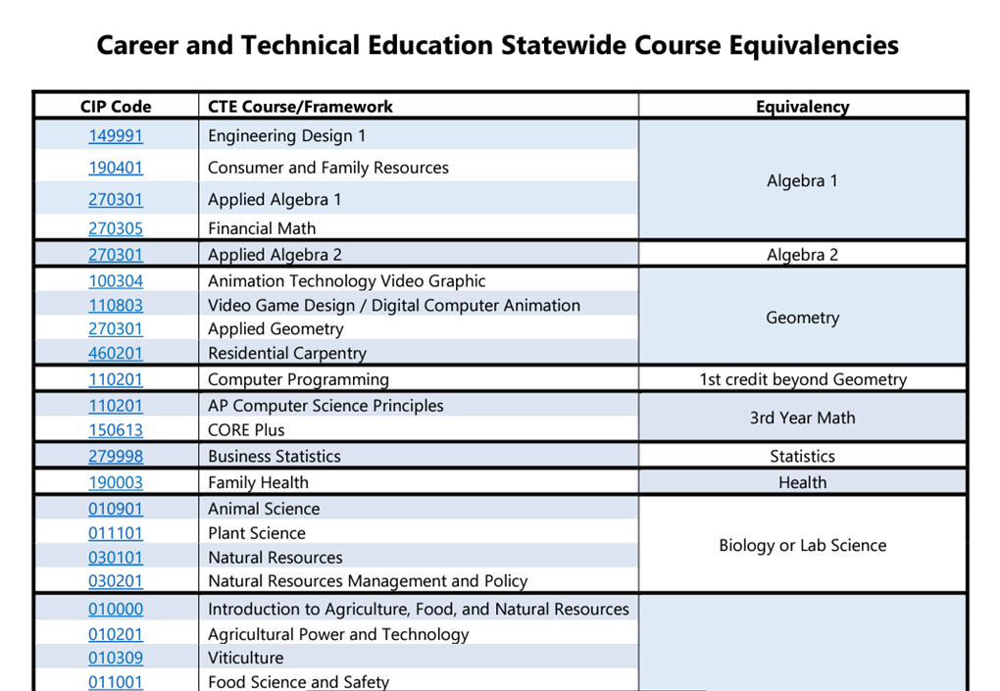 Career and Technical Education Statewide Course Equivalencies
CIP Code CTE Course/Framework Equivalency
149991 Engineering Design 1
190401 Consumer and Family Resources
Algebra 1
270301 Applied Algebra 1
270305 Financial Math
270301 Applied Algebra 2 Algebra 2
100304 Animation Technology Video Graphic
110803 Video Game Design / Digital Computer Animation
Geometry
270301 Applied Geometry
460201 Residential Carpentry
110201 Computer Programming 1st credit beyond Geometry
110201 AP Computer Science Principles
3rd Year Math
150613 CORE Plus
279998 Business Statistics Statistics
190003 Family Health Health
010901 Animal Science
011101 Plant Science
Biology or Lab Science
030101 Natural Resources
030201 Natural Resources Management and Policy
010000 Introduction to Agriculture, Food, and Natural Resources
010201 Agricultural Power and Technology
010309 Viticulture
011001 Food Science and Safety